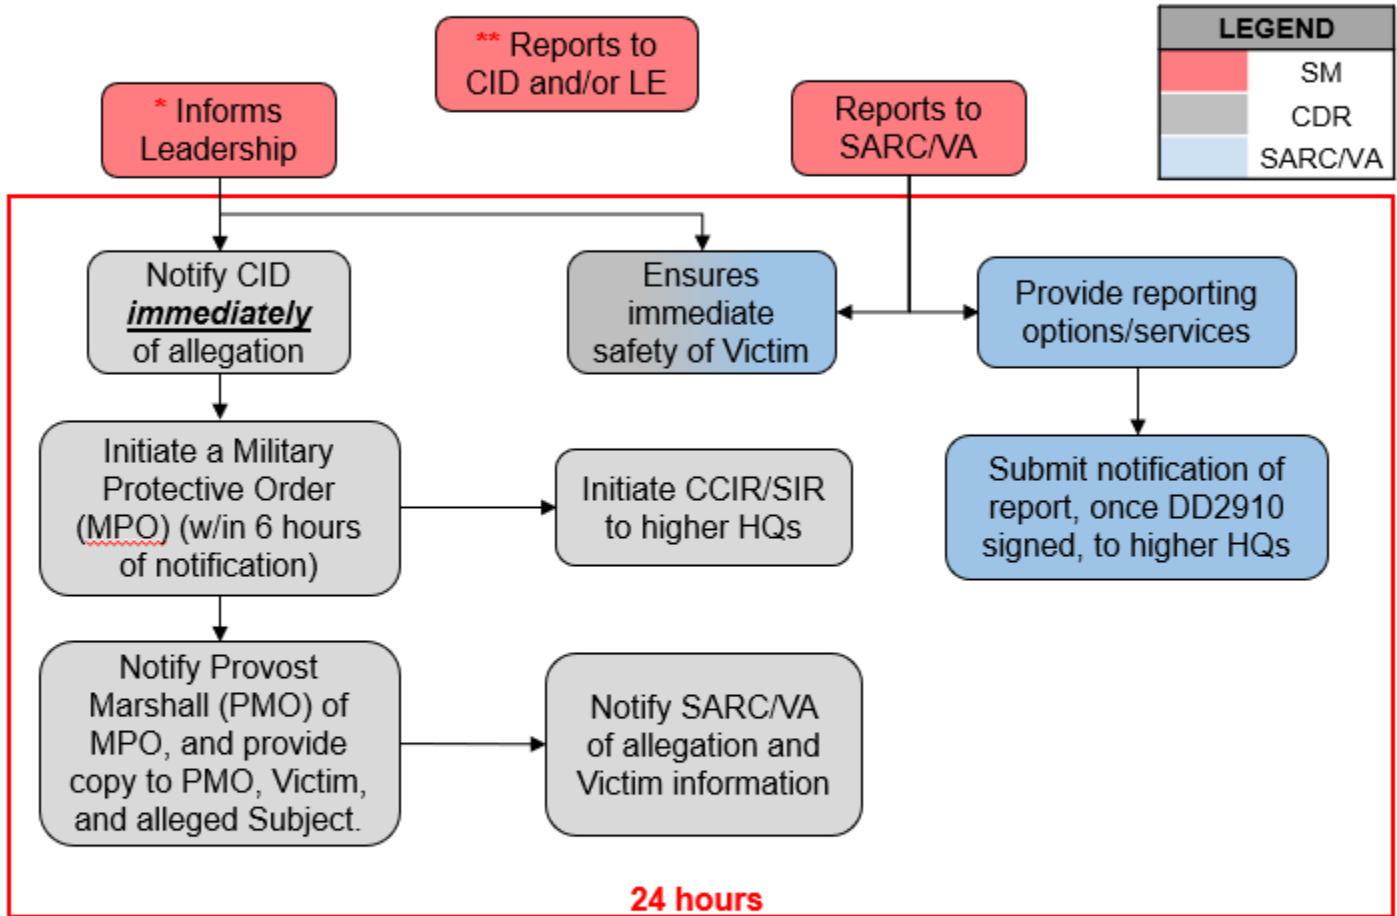 ** Reports to
CID and/or LE
LEGEND
SM
CDR
SARC/VA
* Informs
Leadership
Reports to
SARC/VA
Notify CID
immediately
of allegation
Ensures
immediate
safety of Victim
Provide reporting
options/services
Initiate a Military
Protective Order
(MPO) (w/in 6 hours
of notification)
Initiate CCIR/SIR
to higher HQs
Submit notification of
report, once DD2910
signed, to higher HQs
Notify Provost
Marshall (PMO) of
MPO, and provide
copy to PMO, Victim,
and alleged Subject.
Notify SARC/VA
of allegation and
Victim information
24 hours